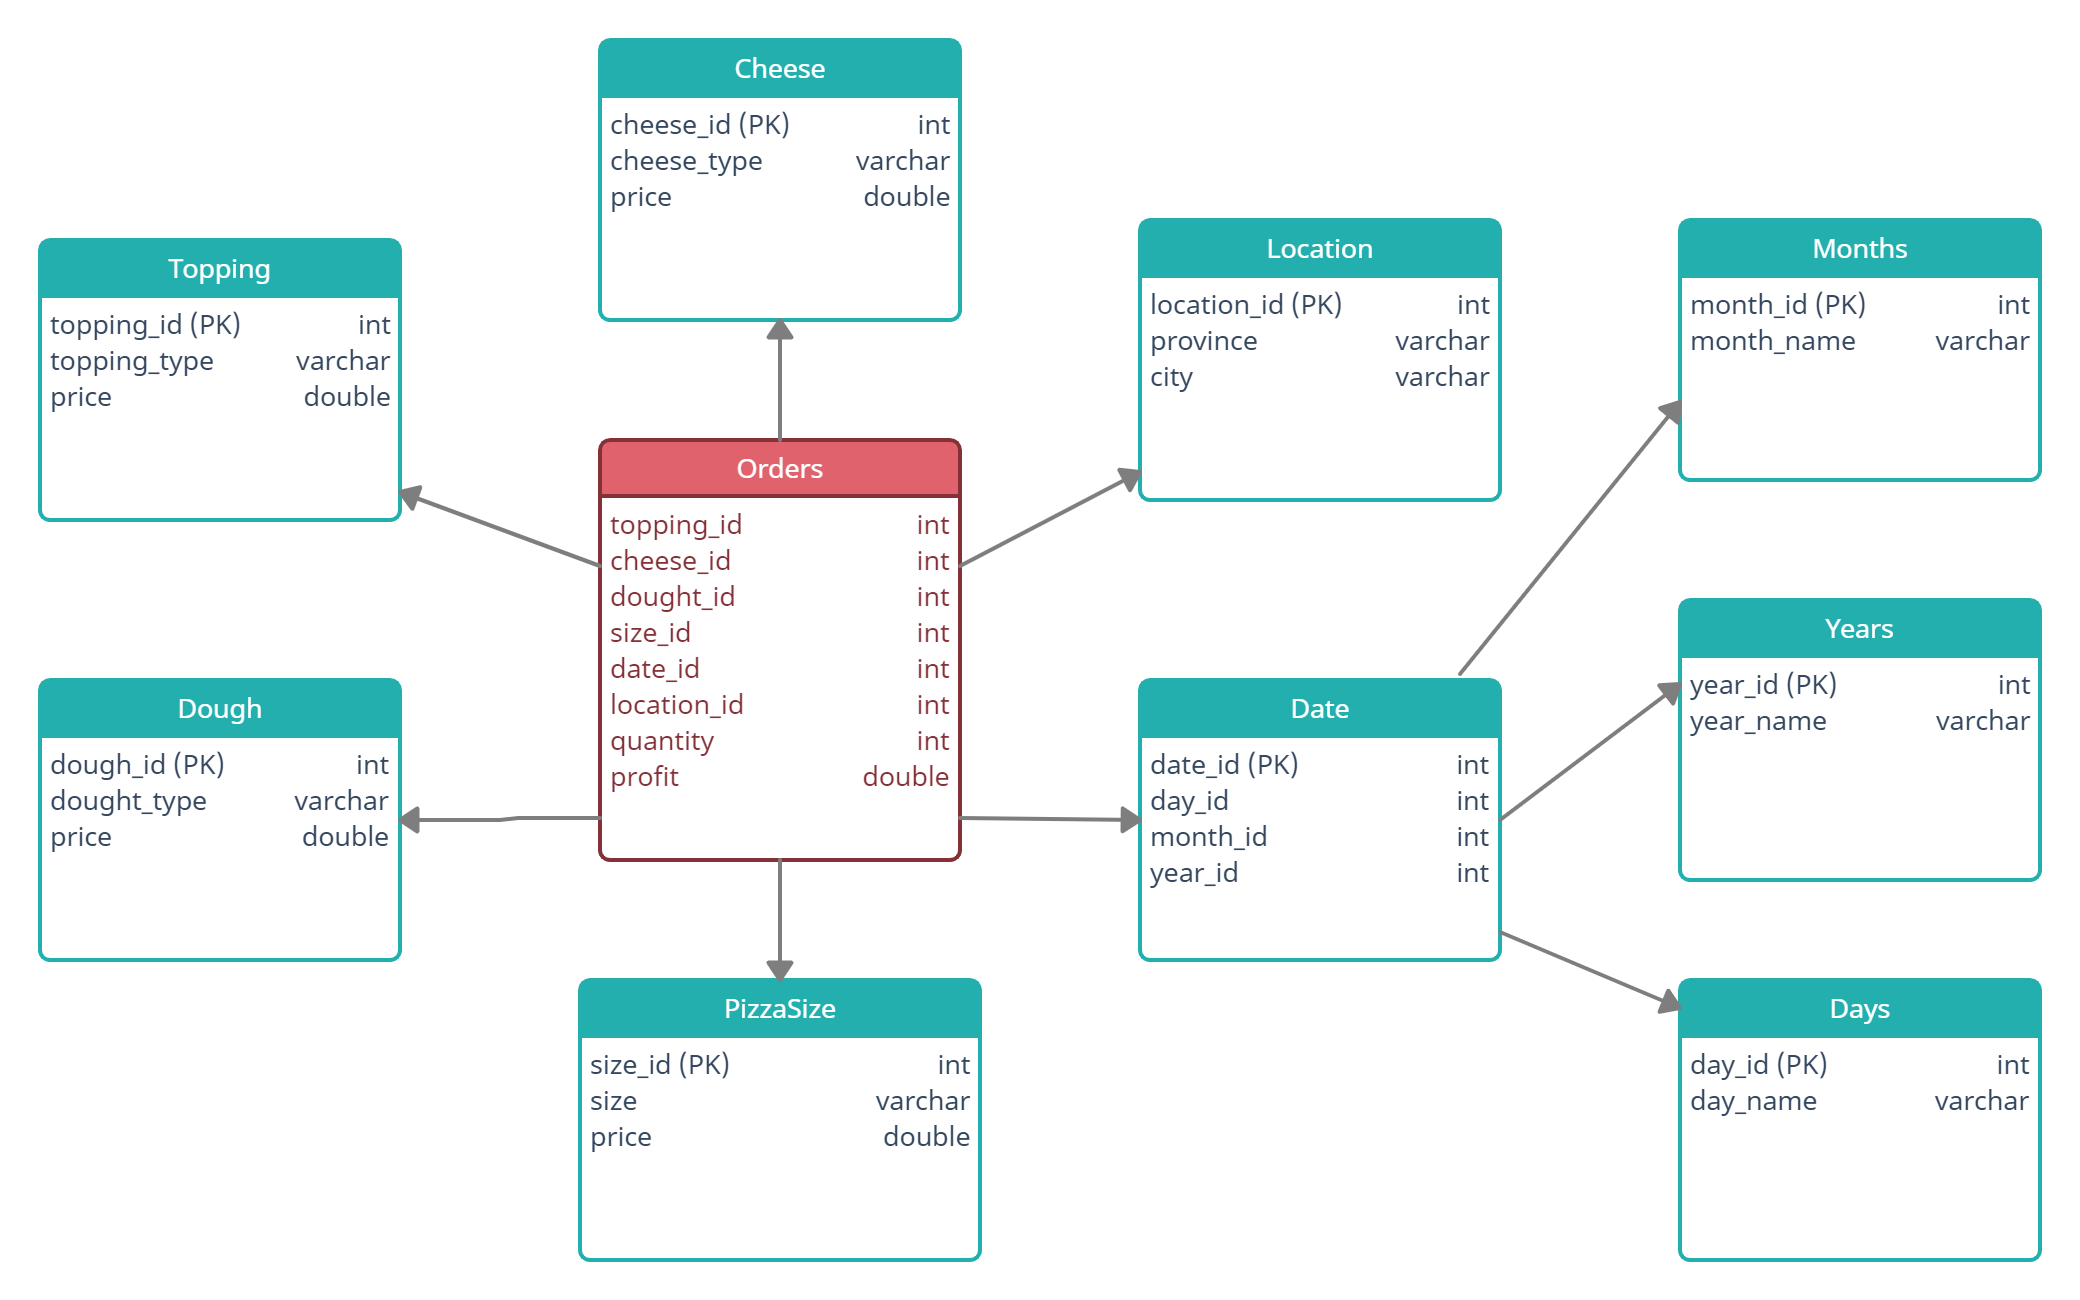 Cheese
cheese_id (PK) int
cheese_type varchar
price double
Topping
topping_id (PK) int
topping_type varchar
price double
Location
location_id (PK) int
province varchar
city varchar
Months
month_id (PK) int
month_name varchar
Orders
topping_id int
cheese_id int
dought_id int
size_id int
date_id int
location_id int
quantity int
profit double
Years
year_id (PK) int
year_name varchar
Dough
dough_id (PK) int
dought_type varchar
price double
Date
date_id (PK) int
day_id int
month_id int
year_id int
PizzaSize
size_id (PK) int
size varchar
price double
Days
day_id (PK) int
day_name varchar